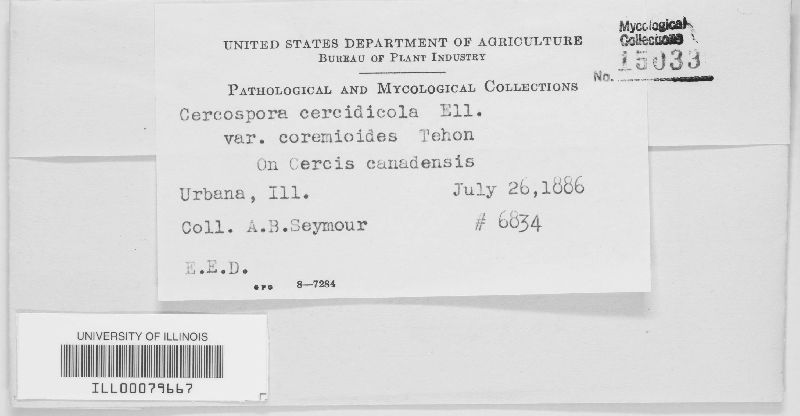 Mycological
Collections
No. 15033
UNITED STATES DEPARTMENT OF AGRICULTURE
BUREAU OF PLANT INDUSTRY
PATHOLOGICAL AND MYCOLOGICAL COLLECTIONS
Cercospora cercidicola Ell.
var. coremioides Tehon
On Cercis canadensis
Urbana, Ill. July 26,1886
Coll. A.B.Seymour # 6834
E.E.D.
GPO 8—7284
UNIVERSITY OF ILLINOIS
ILL00079667